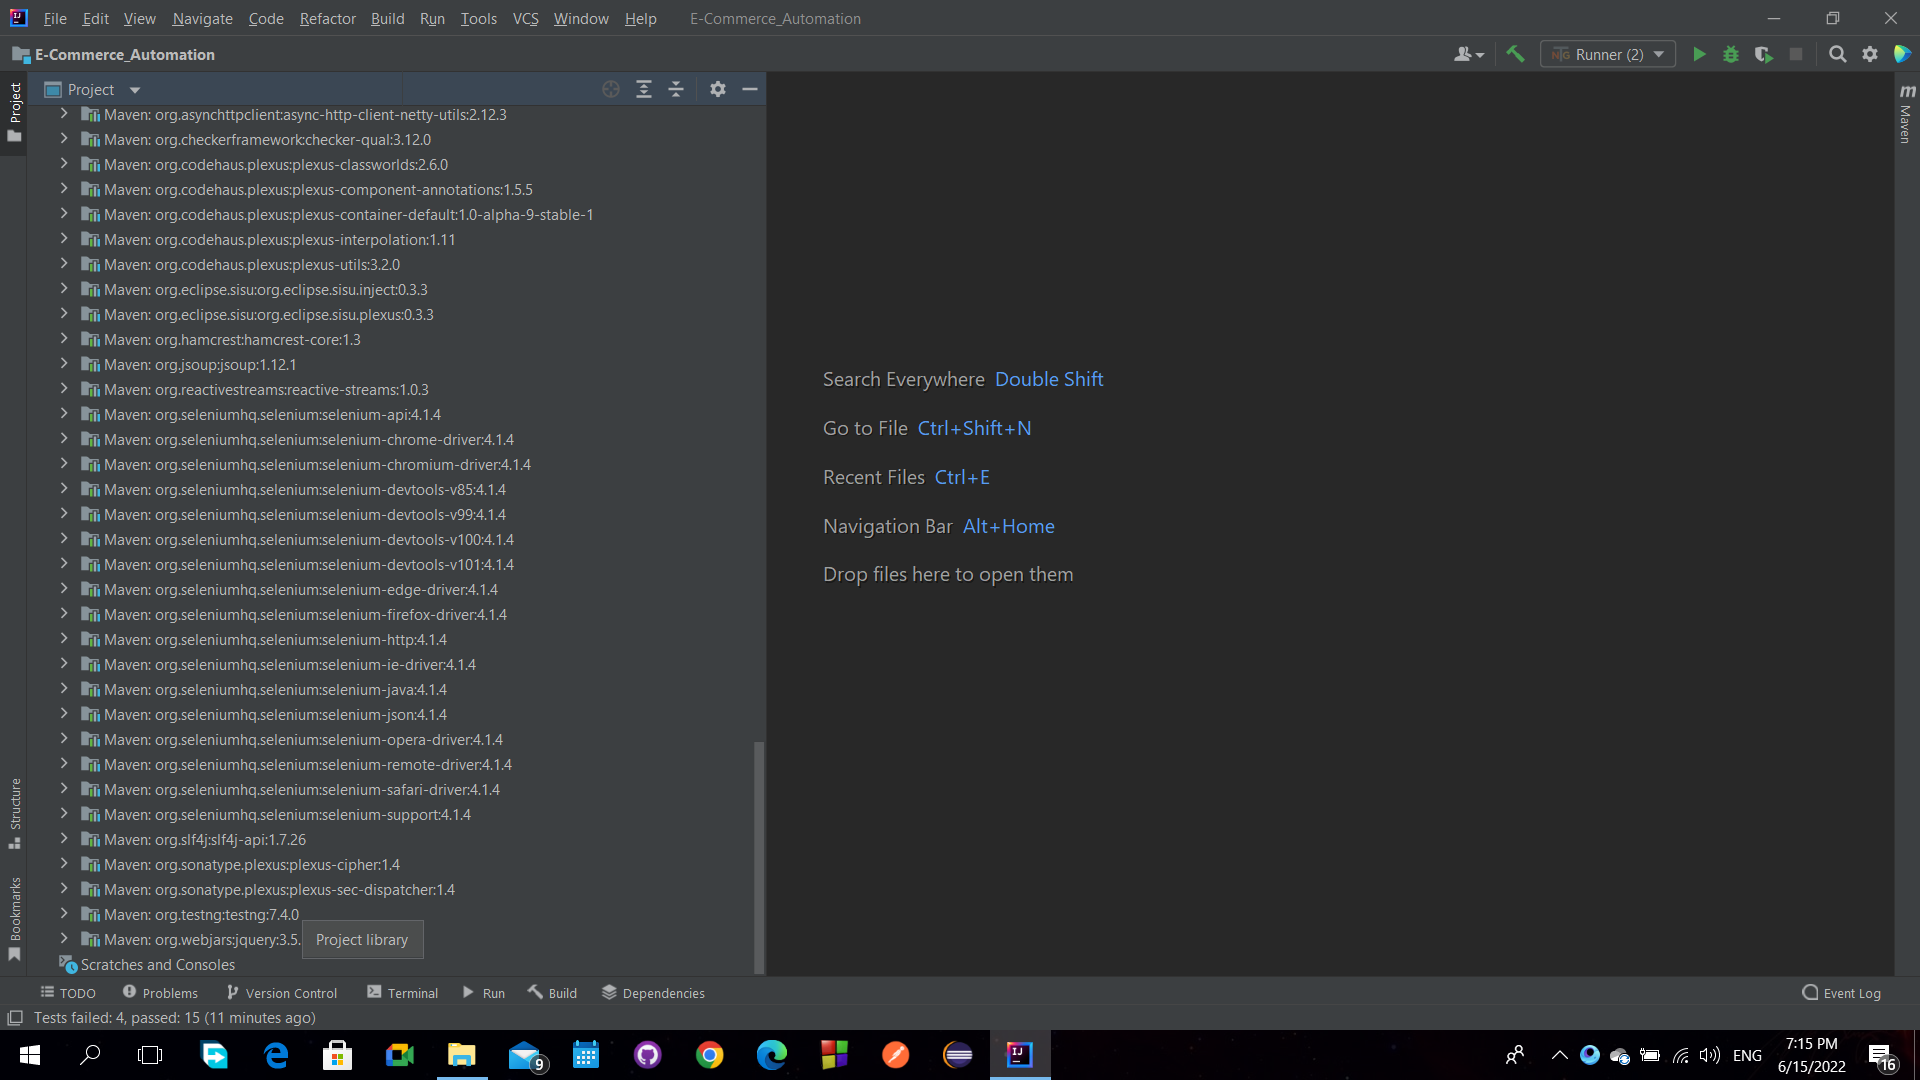 File Edit View Navigate Code Refactor Build Run Tools VCS Window Help E-Commerce_Automation
E-Commerce_Automation
Runner (2)
Project
Project
Maven: org.asynchttpclient:async-http-client-netty-utils:2.12.3
Maven: org.checkerframework:checker-qual:3.12.0
Maven: org.codehaus.plexus:plexus-classworlds:2.6.0
Maven: org.codehaus.plexus:plexus-component-annotations:1.5.5
Maven: org.codehaus.plexus:plexus-container-default:1.0-alpha-9-stable-1
Maven: org.codehaus.plexus:plexus-interpolation:1.11
Maven: org.codehaus.plexus:plexus-utils:3.2.0
Maven: org.eclipse.sisu:org.eclipse.sisu.inject:0.3.3
Maven: org.eclipse.sisu:org.eclipse.sisu.plexus:0.3.3
Maven: org.hamcrest:hamcrest-core:1.3
Maven: org.jsoup:jsoup:1.12.1
Maven: org.reactivestreams:reactive-streams:1.0.3
Maven: org.seleniumhq.selenium:selenium-api:4.1.4
Maven: org.seleniumhq.selenium:selenium-chrome-driver:4.1.4
Maven: org.seleniumhq.selenium:selenium-chromium-driver:4.1.4
Maven: org.seleniumhq.selenium:selenium-devtools-v85:4.1.4
Maven: org.seleniumhq.selenium:selenium-devtools-v99:4.1.4
Maven: org.seleniumhq.selenium:selenium-devtools-v100:4.1.4
Maven: org.seleniumhq.selenium:selenium-devtools-v101:4.1.4
Maven: org.seleniumhq.selenium:selenium-edge-driver:4.1.4
Maven: org.seleniumhq.selenium:selenium-firefox-driver:4.1.4
Maven: org.seleniumhq.selenium:selenium-http:4.1.4
Maven: org.seleniumhq.selenium:selenium-ie-driver:4.1.4
Maven: org.seleniumhq.selenium:selenium-java:4.1.4
Maven: org.seleniumhq.selenium:selenium-json:4.1.4
Maven: org.seleniumhq.selenium:selenium-opera-driver:4.1.4
Maven: org.seleniumhq.selenium:selenium-remote-driver:4.1.4
Maven: org.seleniumhq.selenium:selenium-safari-driver:4.1.4
Maven: org.seleniumhq.selenium:selenium-support:4.1.4
Maven: org.slf4j:slf4j-api:1.7.26
Maven: org.sonatype.plexus:plexus-cipher:1.4
Maven: org.sonatype.plexus:plexus-sec-dispatcher:1.4
Maven: org.testng:testng:7.4.0
Maven: org.webjars:jquery:3.5.
Project library
Scratches and Consoles
Structure
Bookmarks
Search Everywhere Double Shift
Go to File Ctrl+Shift+N
Recent Files Ctrl+E
Navigation Bar Alt+Home
Drop files here to open them
m Maven
TODO Problems Version Control Terminal Run Build Dependencies Event Log
Tests failed: 4, passed: 15 (11 minutes ago)
9
ENG
7:15 PM
6/15/2022
16